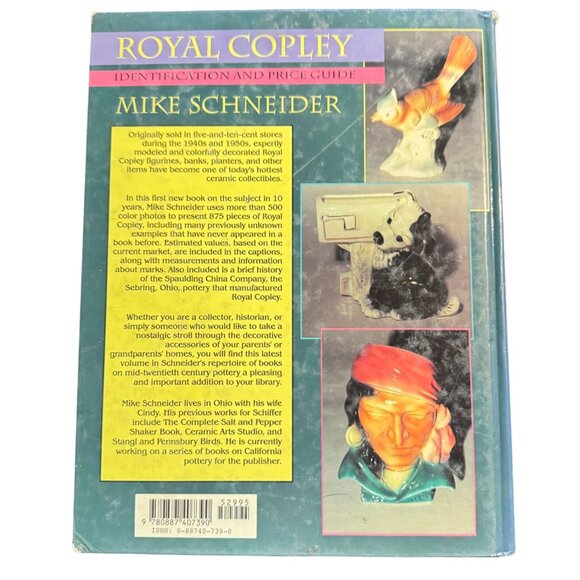 ROYAL COPLEY
IDENTIFICATION AND PRICE GUIDE
MIKE SCHNEIDER
Originally sold in five-and-ten-cent stores
during the 1940s and 1950s, expertly
modeled and colorfully decorated Royal
Copley figurines, banks, planters, and other
items have become one of today's hottest
ceramic collectibles.
In this first new book on the subject in 10
years, Mike Schneider uses more than 500
color photos to present 875 pieces of Royal
Copley, including many previously unknown
examples that have never appeared in a
book before. Estimated values, based on the
current market, are included in the captions,
along with measurements and information
about marks. Also included is a brief history
of the Spaulding China Company, the
Sebring, Ohio, pottery that manufactured
Royal Copley.
Whether you are a collector, historian, or
simply someone who would like to take a
nostalgic stroll through the decorative
accessories of your parents' or
grandparents' homes, you will find this latest
volume in Schneider's repertoire of books
on mid-twentieth century pottery a pleasing
and important addition to your library.
Mike Schneider lives in Ohio with his wife
Cindy. His previous works for Schiffer
include The Complete Salt and Pepper
Shaker Book, Ceramic Arts Studio, and
Stangl and Pennsbury Birds. He is currently
working on a series of books on California
pottery for the publisher.
52995
9 780887 407390
ISBN: 0-88740-739-0